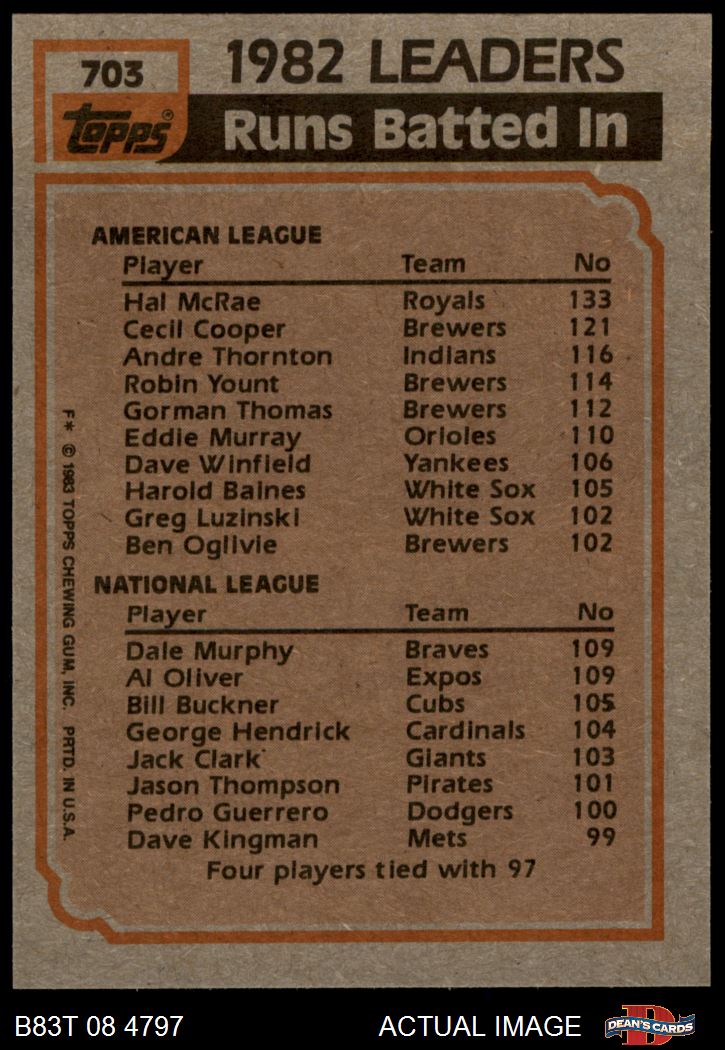 703
1982 LEADERS
Topps®
Runs Batted In
AMERICAN LEAGUE
Player Team No
Hal McRae Royals 133
Cecil Cooper Brewers 121
Andre Thornton Indians 116
Robin Yount Brewers 114
Gorman Thomas Brewers 112
Eddie Murray Orioles 110
Dave Winfield Yankees 106
Harold Baines White Sox 105
Greg Luzinski White Sox 102
Ben Oglivie Brewers 102
NATIONAL LEAGUE
Player Team No
Dale Murphy Braves 109
Al Oliver Expos 109
Bill Buckner Cubs 105
George Hendrick Cardinals 104
Jack Clark Giants 103
Jason Thompson Pirates 101
Pedro Guerrero Dodgers 100
Dave Kingman Mets 99
Four players tied with 97
F* © 1983 TOPPS CHEWING GUM, INC. PRTD. IN U.S.A.
B83T 08 4797 ACTUAL IMAGE
D
DEAN'S CARDS